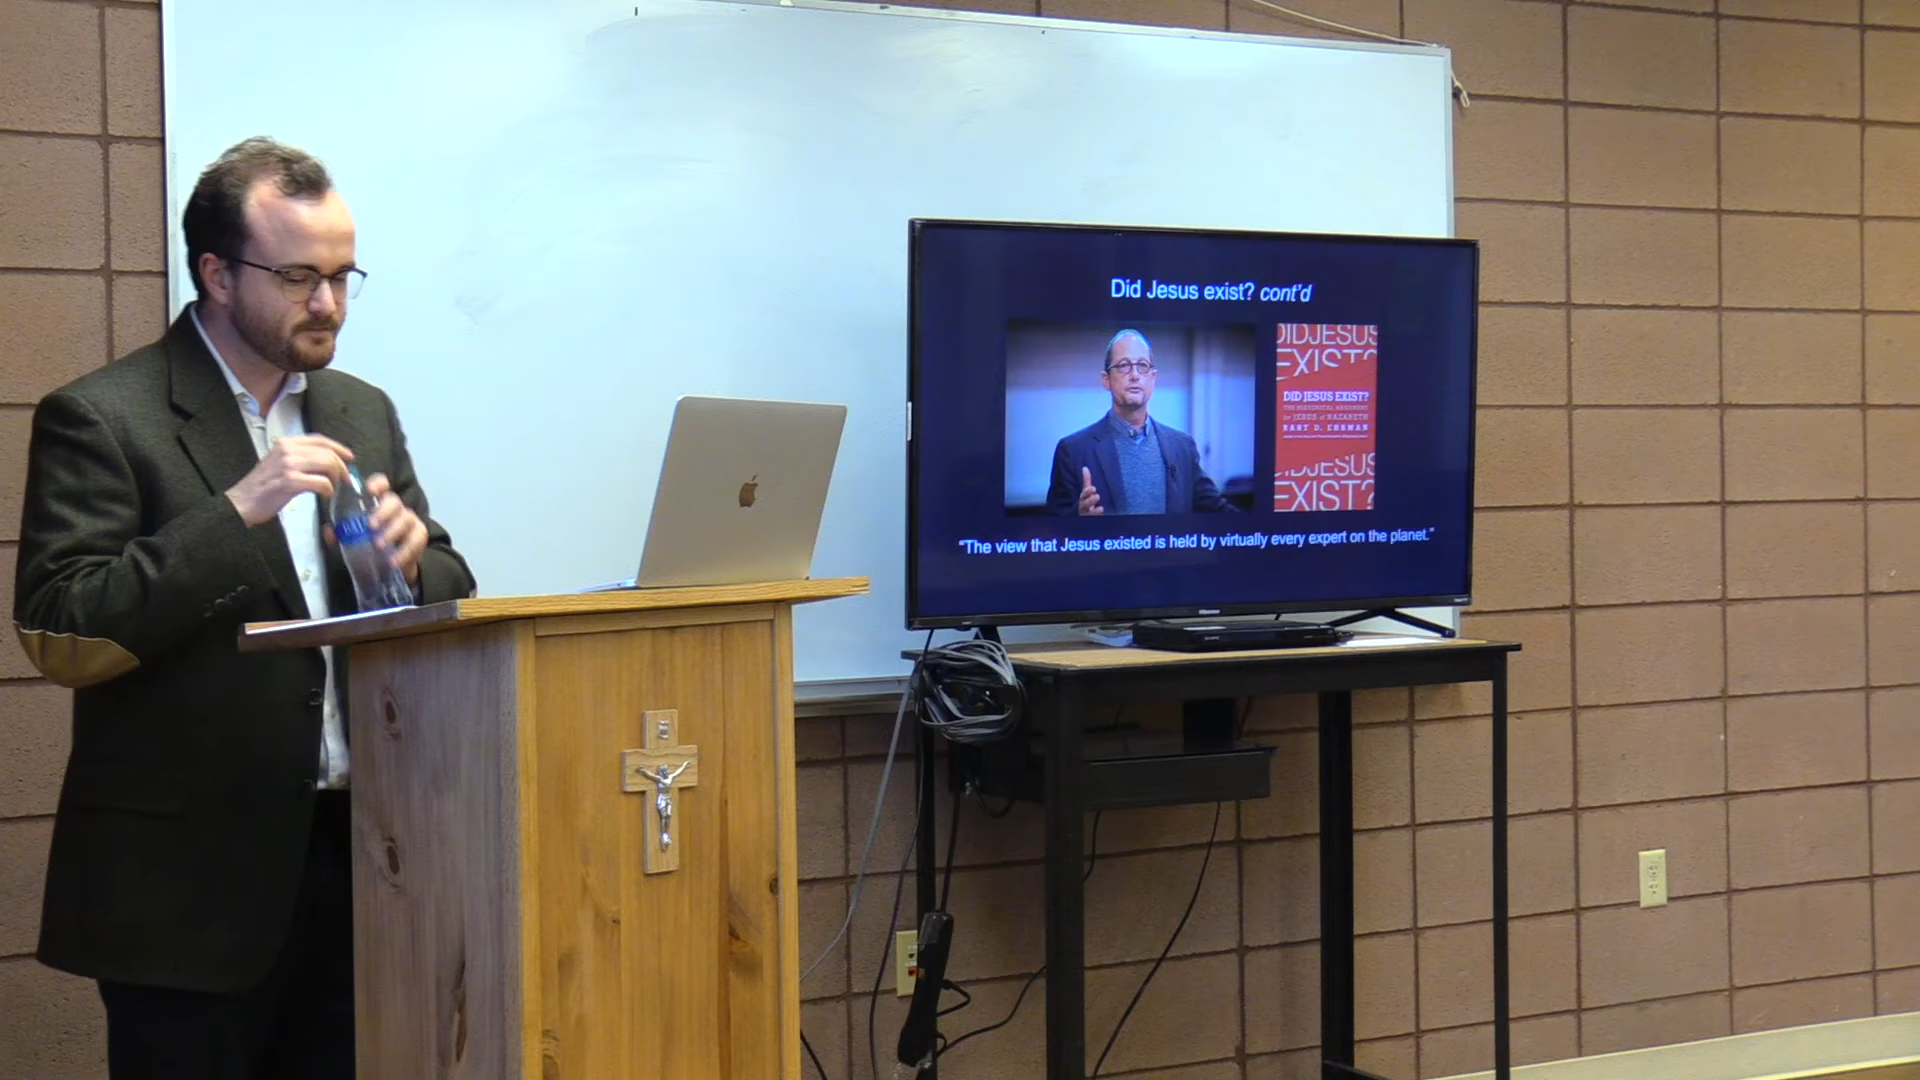 Did Jesus exist? cont'd
DIDJESUS
EXIST?
DID JESUS EXIST?
THE HISTORICAL ARGUMENT
for JESUS of NAZARETH
BART D. EHRMAN
DIDJESUS
EXIST?
“The view that Jesus existed is held by virtually every expert on the planet.”
Hisense